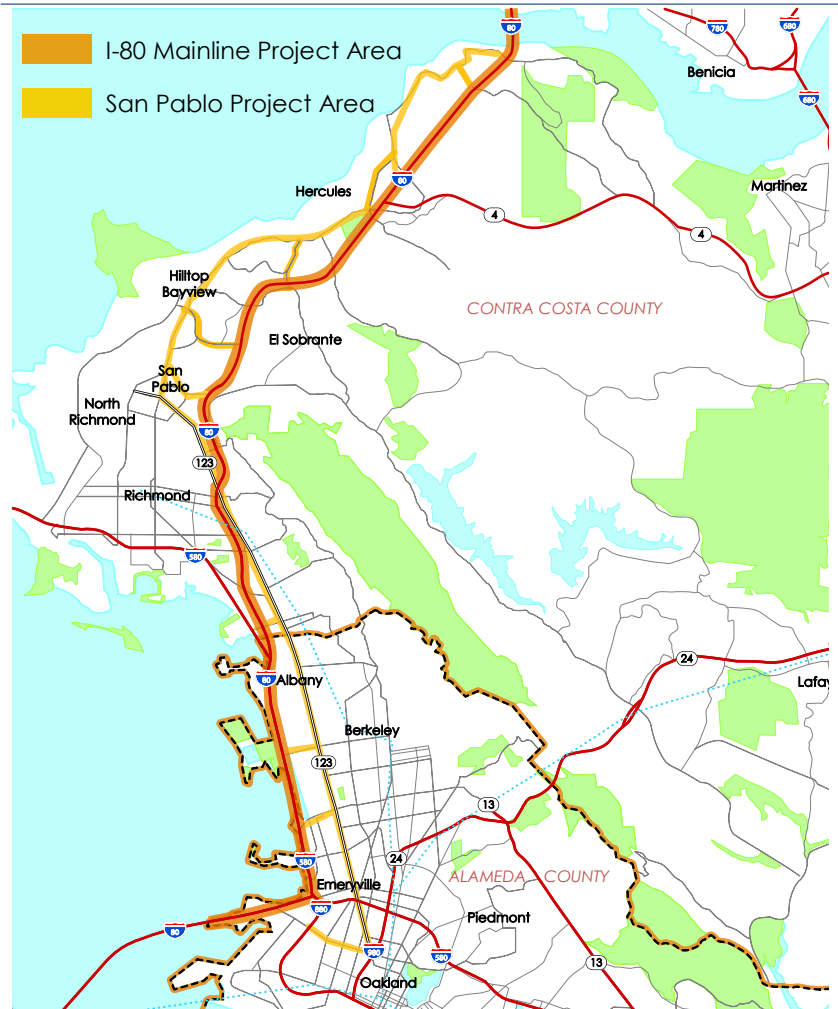 80
780
680
I-80 Mainline Project Area
Benicia
680
San Pablo Project Area
80
Martinez
Hercules
4
4
Hilltop
Bayview
CONTRA COSTA COUNTY
El Sobrante
San
Pablo
North
Richmond
80
123
Richmond
580
24
80
Albany
Lafay
Berkeley
123
13
24
580
ALAMEDA COUNTY
Emeryville
880
Piedmont
80
980
580
13
Oakland